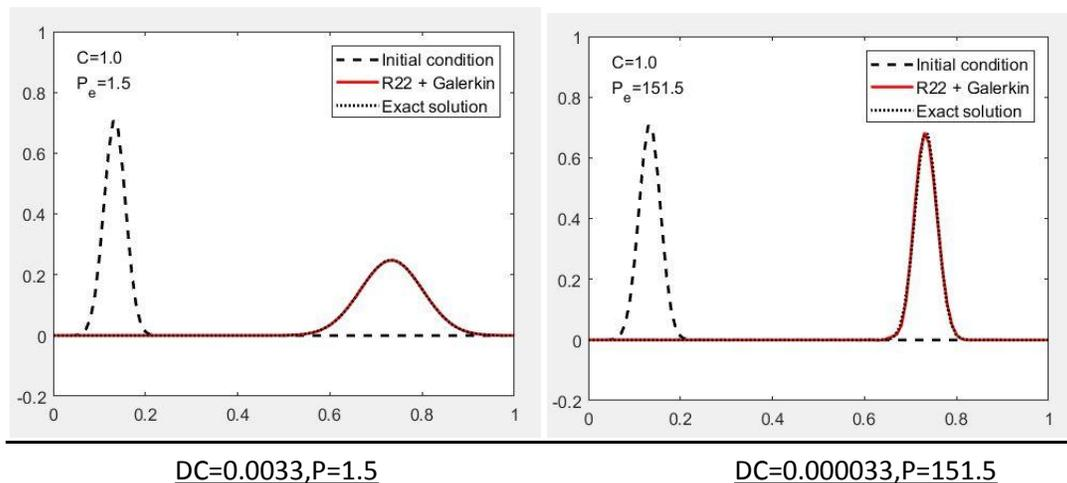 1
0.8
0.6
0.4
0.2
0
-0.2
0
0.2
0.4
0.6
0.8
1
C=1.0
Pe=1.5
Initial condition
R22 + Galerkin
Exact solution
1
0.8
0.6
0.4
0.2
0
-0.2
0
0.2
0.4
0.6
0.8
1
C=1.0
Pe=151.5
Initial condition
R22 + Galerkin
Exact solution
DC=0.0033,P=1.5
DC=0.000033,P=151.5